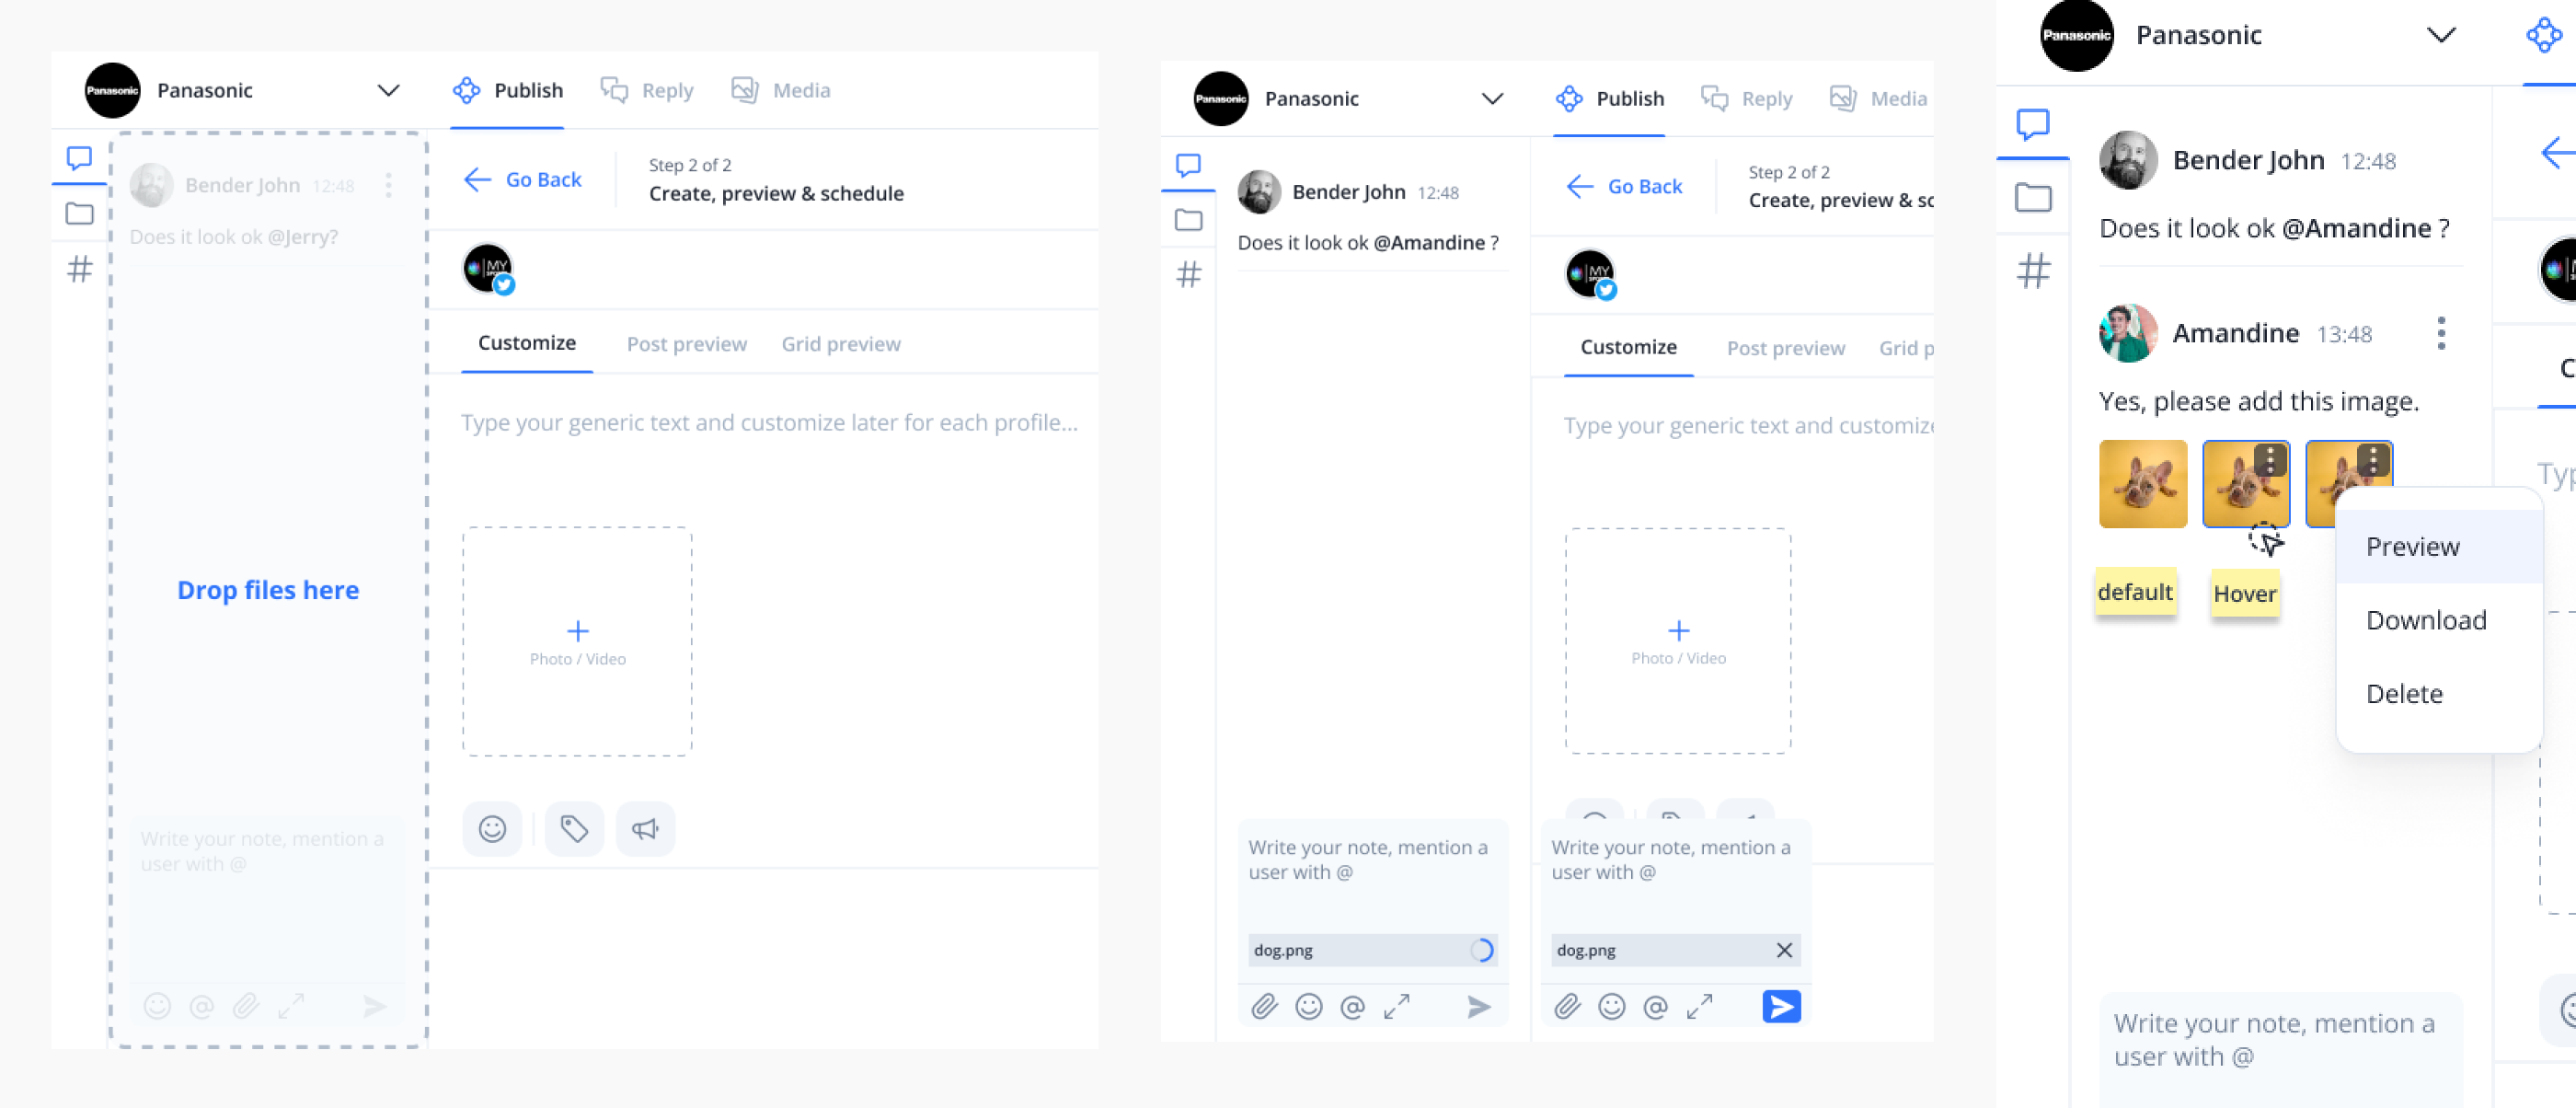 Panasonic
Panasonic
Publish
Reply
Media
Bender John 12:48
Does it look ok @Jerry?
Drop files here
Write your note, mention a
user with @
Go Back
Step 2 of 2
Create, preview & schedule
MY
Customize
Post preview
Grid preview
Type your generic text and customize later for each profile...
+
Photo / Video
Panasonic
Panasonic
Publish
Reply
Media
Bender John 12:48
Does it look ok @Amandine ?
Write your note, mention a
user with @
dog.png
Go Back
Step 2 of 2
Create, preview & sc
MY
Customize
Post preview
Grid p
Type your generic text and customize
+
Photo / Video
Write your note, mention a
user with @
dog.png
Panasonic
Panasonic
Bender John 12:48
Does it look ok @Amandine ?
Amandine 13:48
Yes, please add this image.
default
Hover
Preview
Download
Delete
Write your note, mention a
user with @
C
Typ